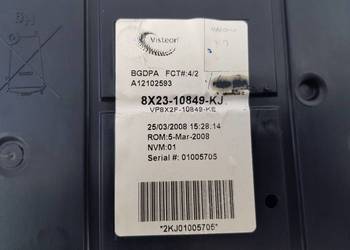 Visteon
BGDPA FCT#:4/2
A12102593
8X23-10849-KJ
VP8X2F-10849-KE
25/03/2008 15:28:14
ROM:5-Mar-2008
NVM:01
Serial #: 01005705
*2KJ01005705*